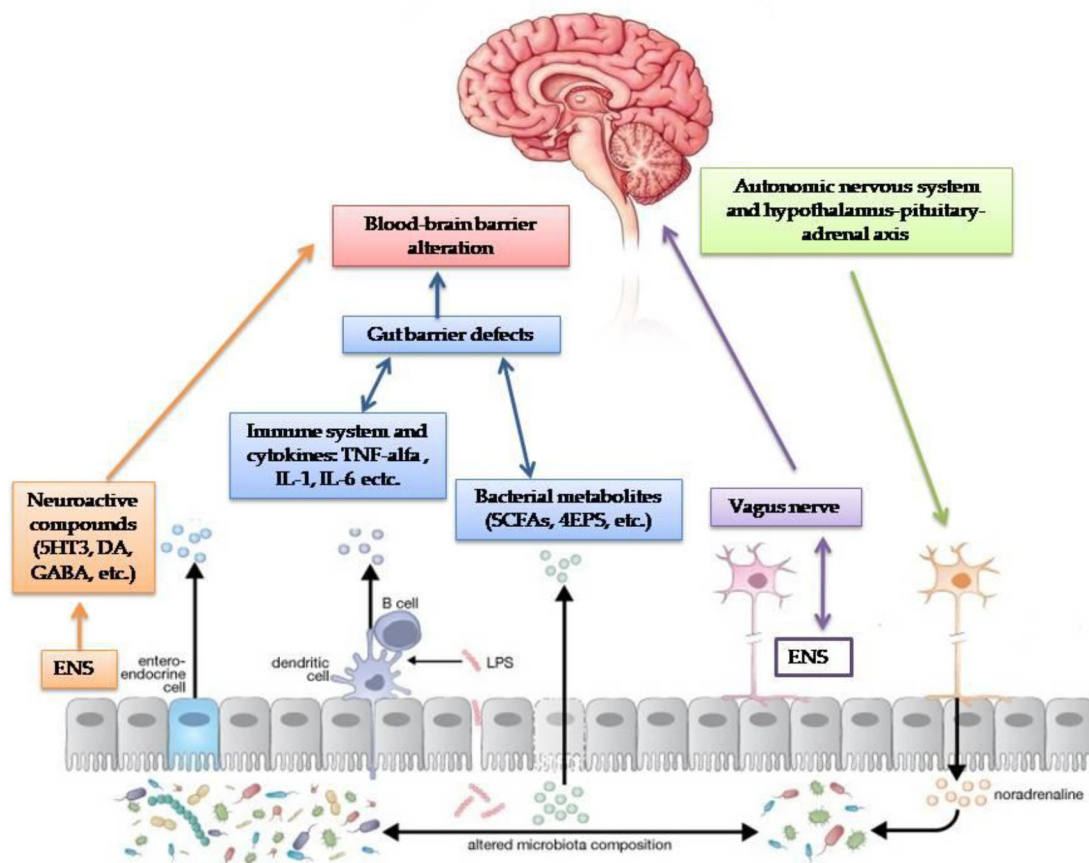 Autonomic nervous system
and hypothalamus-pituitary-
adrenal axis
Blood-brain barrier
alteration
Gut barrier defects
Immune system and
cytokines: TNF-alfa ,
IL-1, IL-6 ectc.
Neuroactive
compounds
(5HT3, DA,
GABA, etc.)
Bacterial metabolites
(SCFAs, 4EPS, etc.)
Vagus nerve
B cell
ENS
entero-
endocrine
cell
dendritic
cell
LPS
ENS
noradrenaline
altered microbiota composition